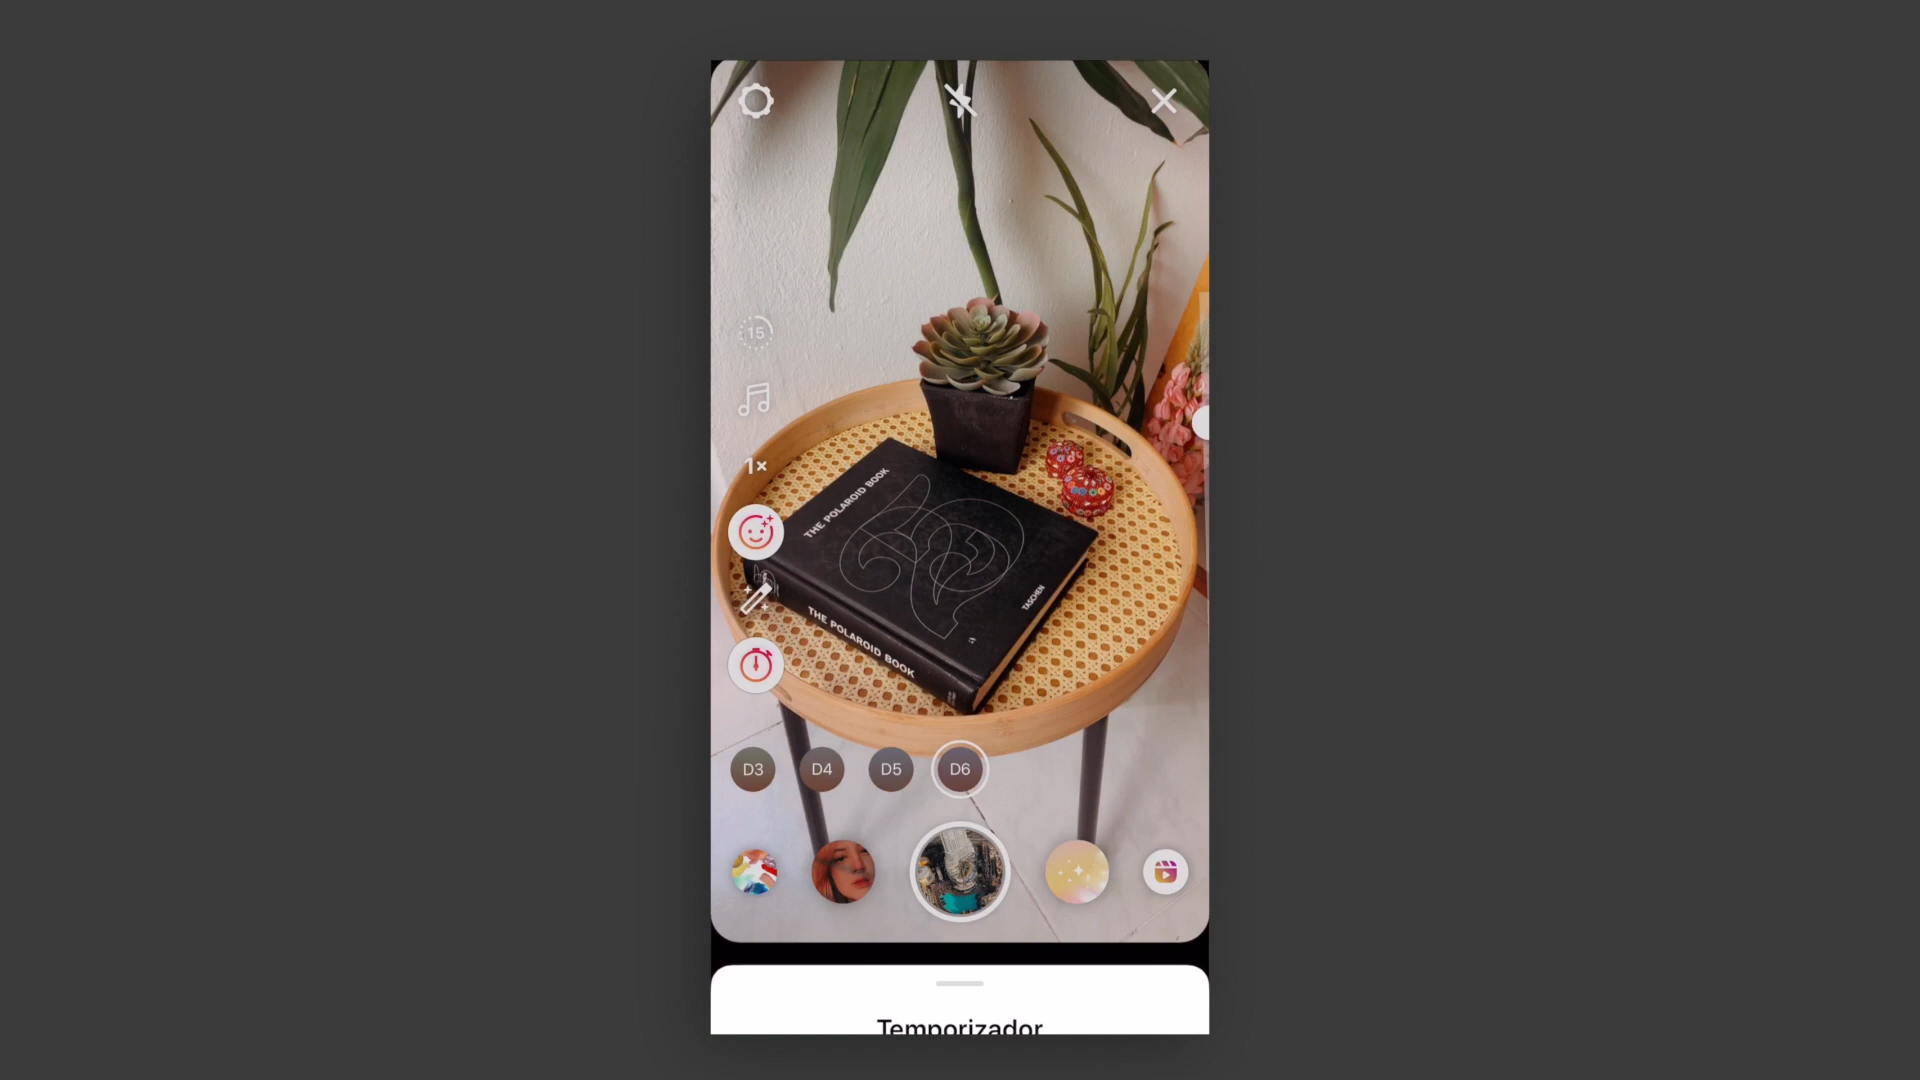 15
1×
THE POLAROID BOOK
TASCHEN
THE POLAROID BOOK
D3
D4
D5
D6
Temporizador